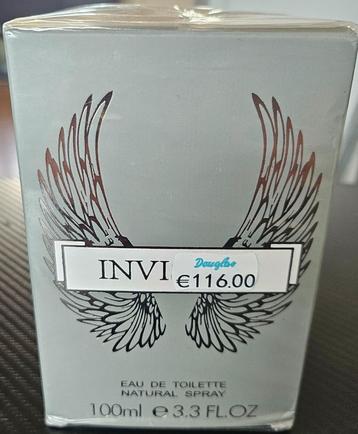 INVI
Douglas
€116.00
EAU DE TOILETTE
NATURAL SPRAY
100ml e 3.3 FL.OZ